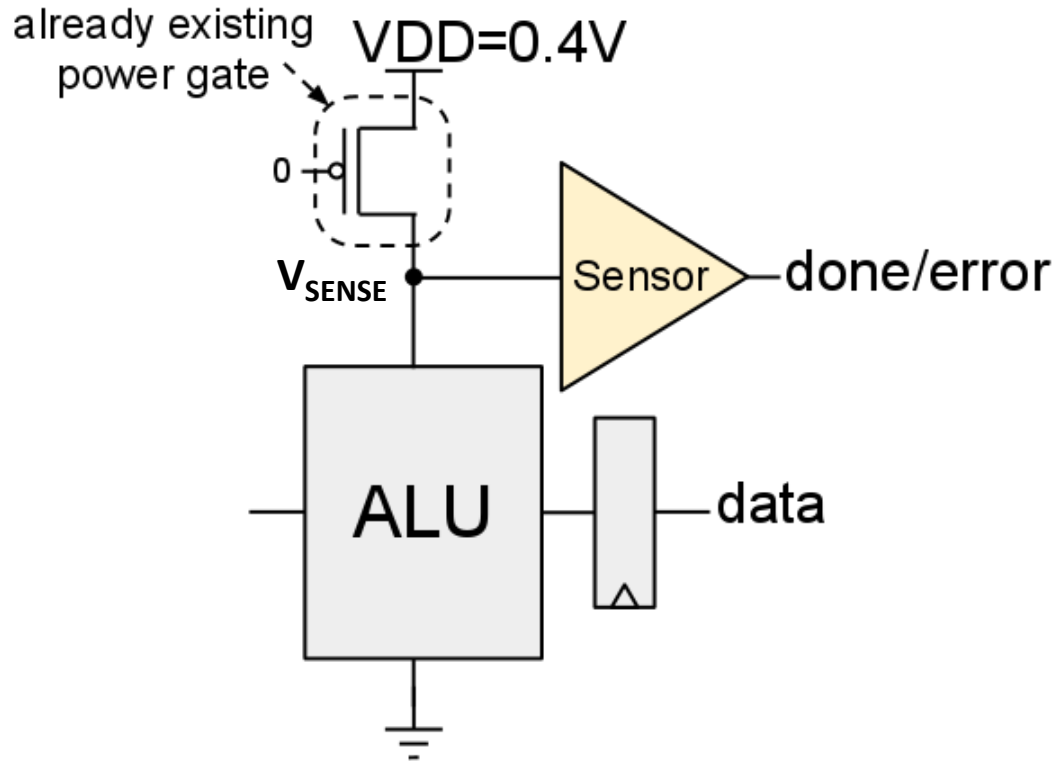 already existing
power gate
VDD=0.4V
0
VSENSE
Sensor
done/error
ALU
data